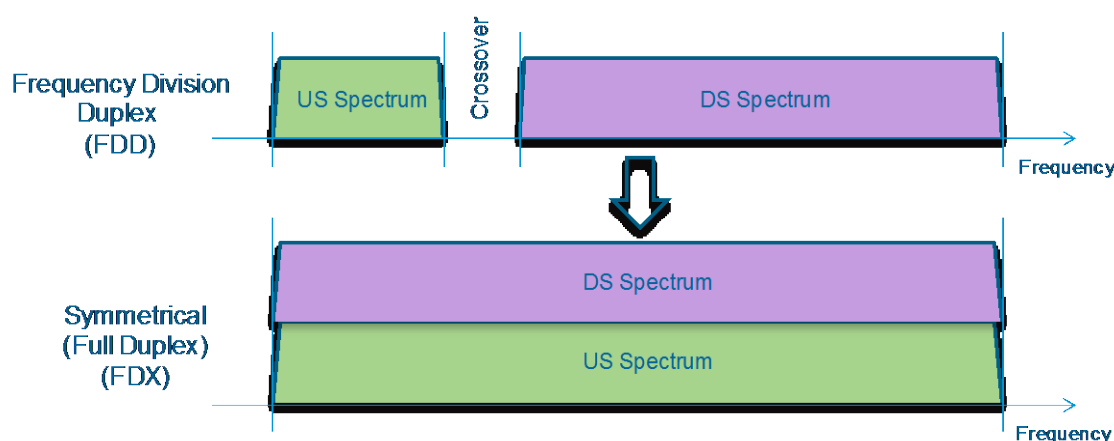 Frequency Division
Duplex
(FDD)
US Spectrum
Crossover
DS Spectrum
Frequency
DS Spectrum
Symmetrical
(Full Duplex)
(FDX)
US Spectrum
Frequency